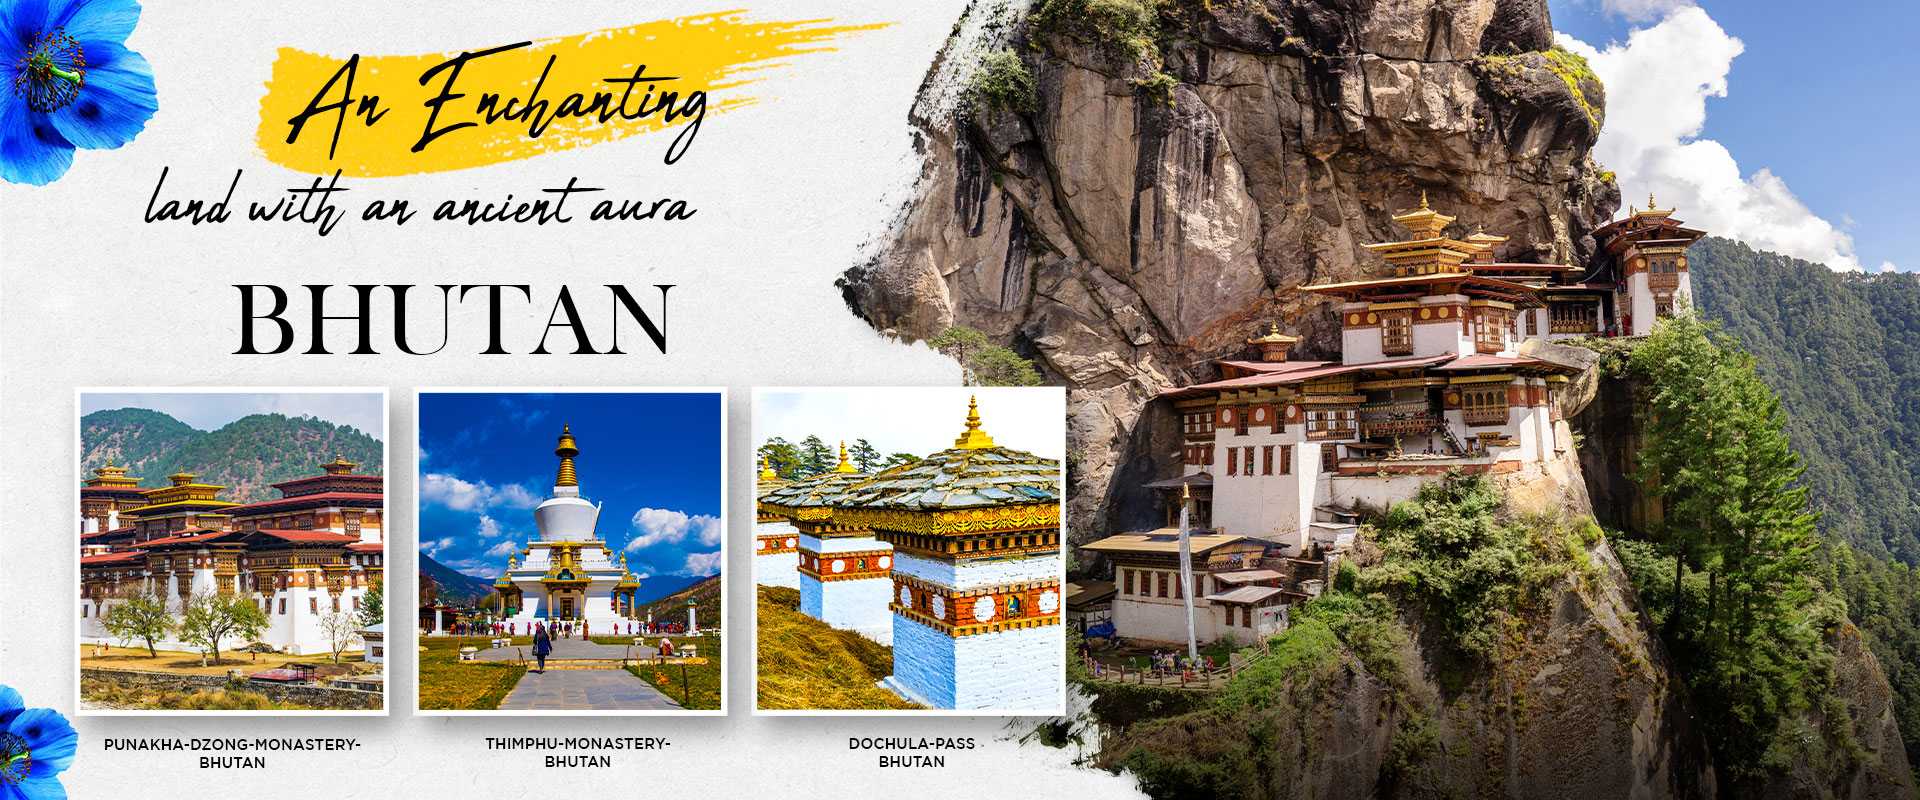 An Enchanting
land with an ancient aura
BHUTAN
PUNAKHA-DZONG-MONASTERY-
BHUTAN
THIMPHU-MONASTERY-
BHUTAN
DOCHULA-PASS
BHUTAN